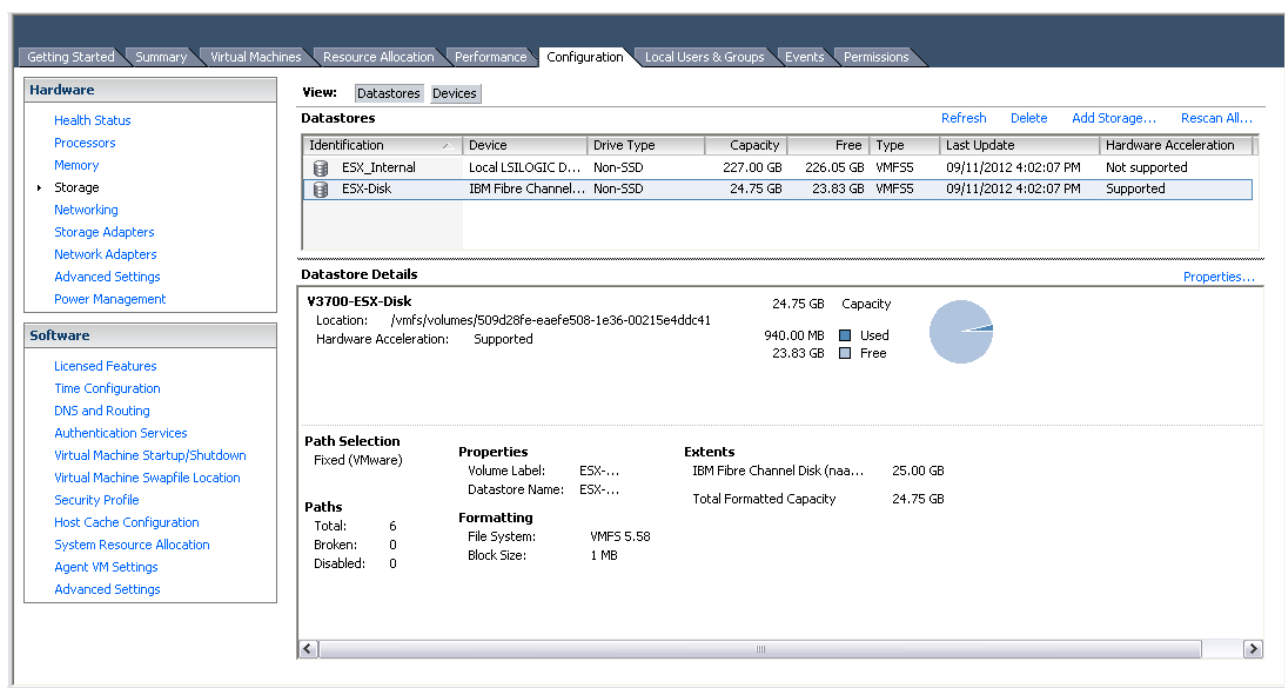 Getting Started Summary Virtual Machines Resource Allocation Performance Configuration Local Users & Groups Events Permissions
Hardware
Health Status
Processors
Memory
Storage
Networking
Storage Adapters
Network Adapters
Advanced Settings
Power Management
Software
Licensed Features
Time Configuration
DNS and Routing
Authentication Services
Virtual Machine Startup/Shutdown
Virtual Machine Swapfile Location
Security Profile
Host Cache Configuration
System Resource Allocation
Agent VM Settings
Advanced Settings
View: Datastores Devices
Datastores Refresh Delete Add Storage... Rescan All...
Identification Device Drive Type Capacity Free Type Last Update Hardware Acceleration
ESX_Internal Local LSILOGIC D... Non-SSD 227.00 GB 226.05 GB VMFS5 09/11/2012 4:02:07 PM Not supported
ESX-Disk IBM Fibre Channel... Non-SSD 24.75 GB 23.83 GB VMFS5 09/11/2012 4:02:07 PM Supported
Datastore Details Properties...
V3700-ESX-Disk 24.75 GB Capacity
Location: /vmfs/volumes/509d28fe-eaefe508-1e36-00215e4ddc41
Hardware Acceleration: Supported 940.00 MB Used
23.83 GB Free
Path Selection
Fixed (VMware)
Paths
Total: 6
Broken: 0
Disabled: 0
Properties
Volume Label: ESX-...
Datastore Name: ESX-...
Formatting
File System: VMFS 5.58
Block Size: 1 MB
Extents
IBM Fibre Channel Disk (naa... 25.00 GB
Total Formatted Capacity 24.75 GB